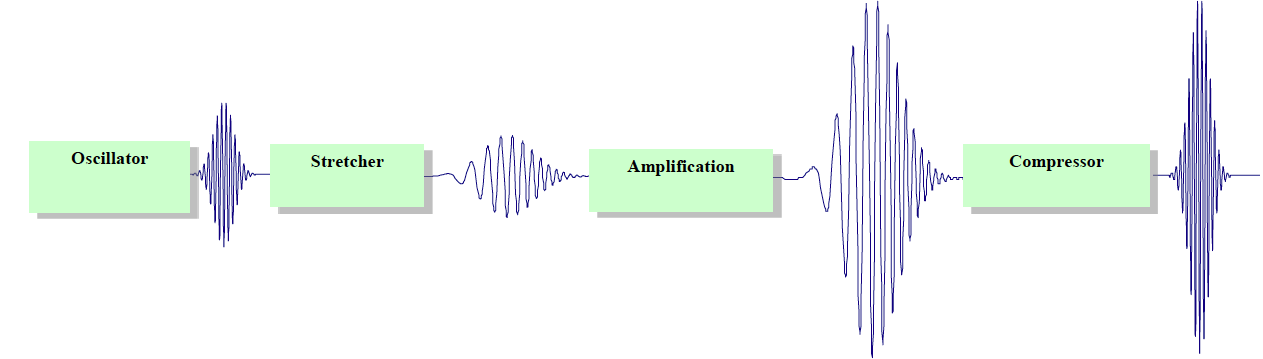 Oscillator
Stretcher
Amplification
Compressor